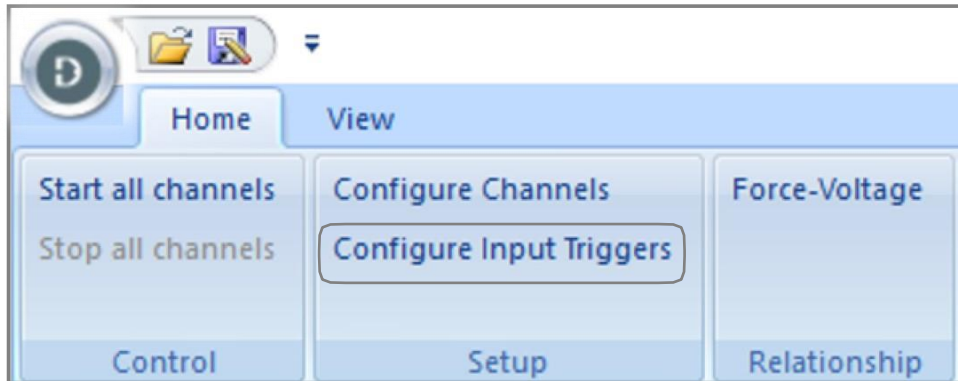 D
Home View
Start all channels Configure Channels Force-Voltage
Stop all channels Configure Input Triggers
Control Setup Relationship